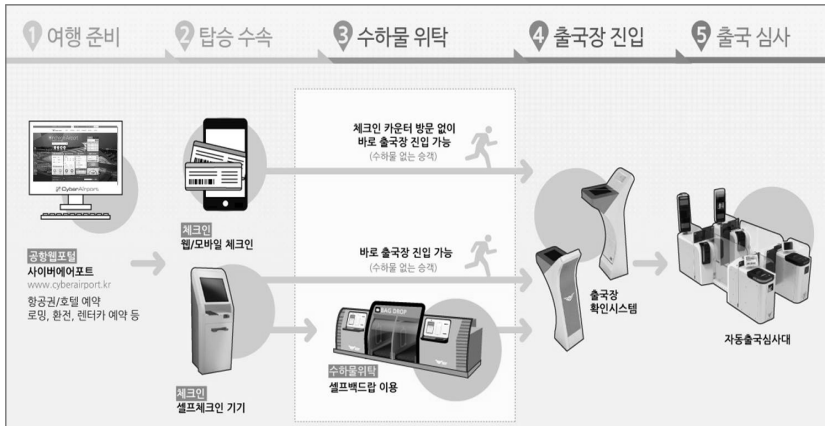 1 여행 준비
2 탑승 수속
3 수하물 위탁
4 출국장 진입
5 출국 심사
CyberAirport
공항웹포털
사이버에어포트
www.cyberairport.kr
항공권/호텔 예약
로밍, 환전, 렌터카 예약 등
체크인
웹/모바일 체크인
체크인
셀프체크인 기기
체크인 카운터 방문 없이
바로 출국장 진입 가능
(수하물 없는 승객)
바로 출국장 진입 가능
(수하물 없는 승객)
BAG DROP
수하물위탁
셀프백드랍 이용
출국장
확인시스템
자동출국심사대